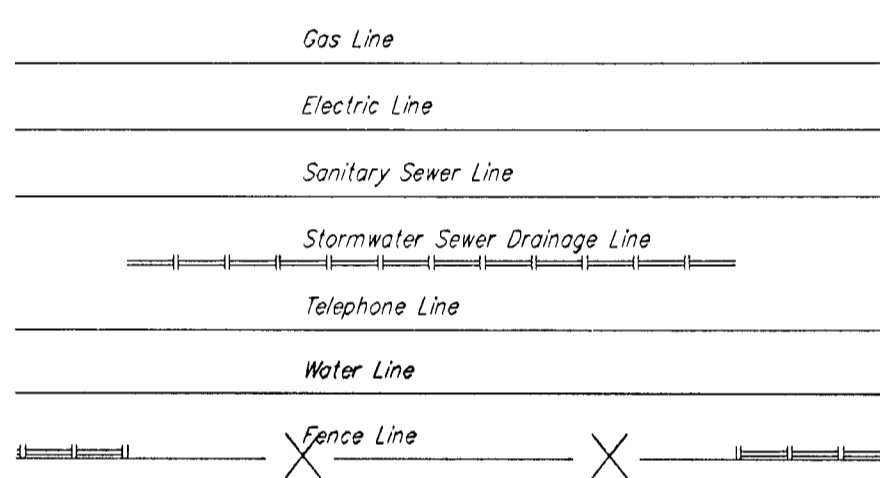 Gas Line
Electric Line
Sanitary Sewer Line
Stormwater Sewer Drainage Line
Telephone Line
Water Line
Fence Line